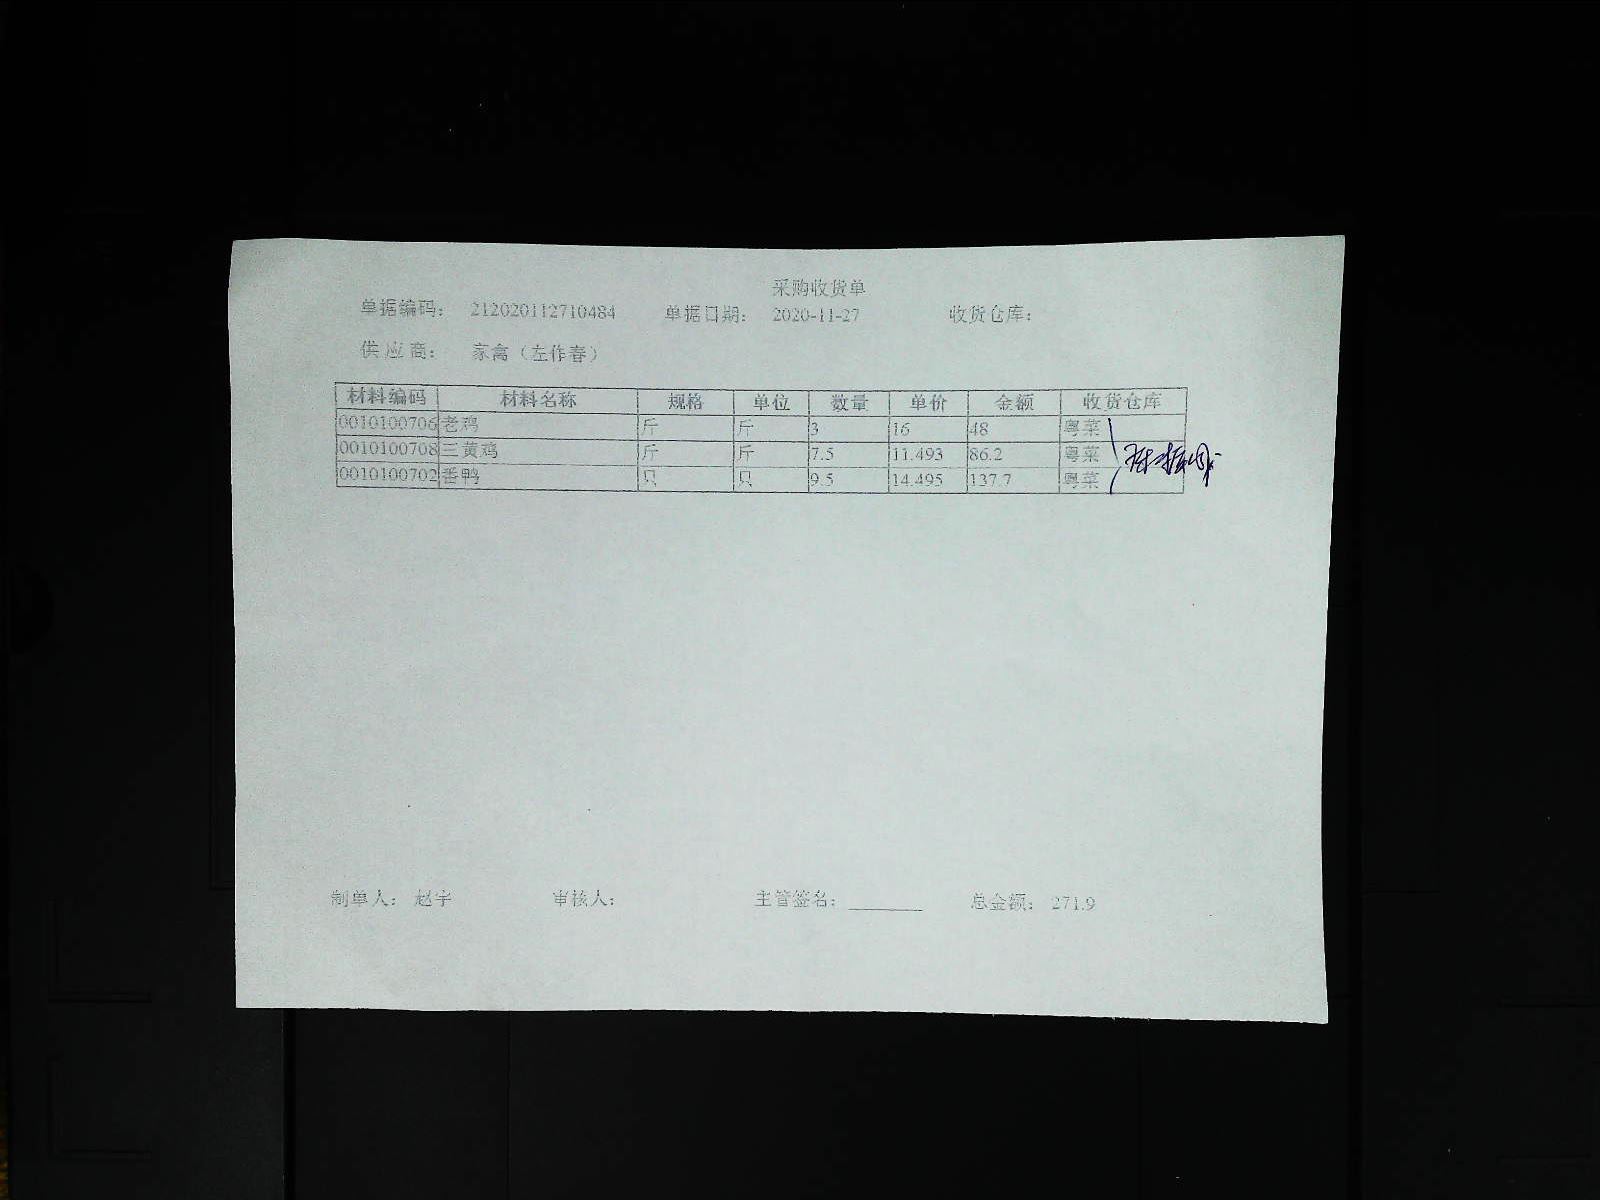 采购收货单
单据编码： 212020112710484 单据日期： 2020-11-27 收货仓库：
供应商： 家禽（左作春）
材料编码 材料名称 规格 单位 数量 单价 金额 收货仓库
0010100706 老鸡 斤 斤 3 16 48 粤菜
0010100708 三黄鸡 斤 斤 7.5 11.493 86.2 粤菜
0010100702 番鸭 只 只 9.5 14.495 137.7 粤菜
制单人： 赵宇 审核人： 主管签名： 总金额： 271.9